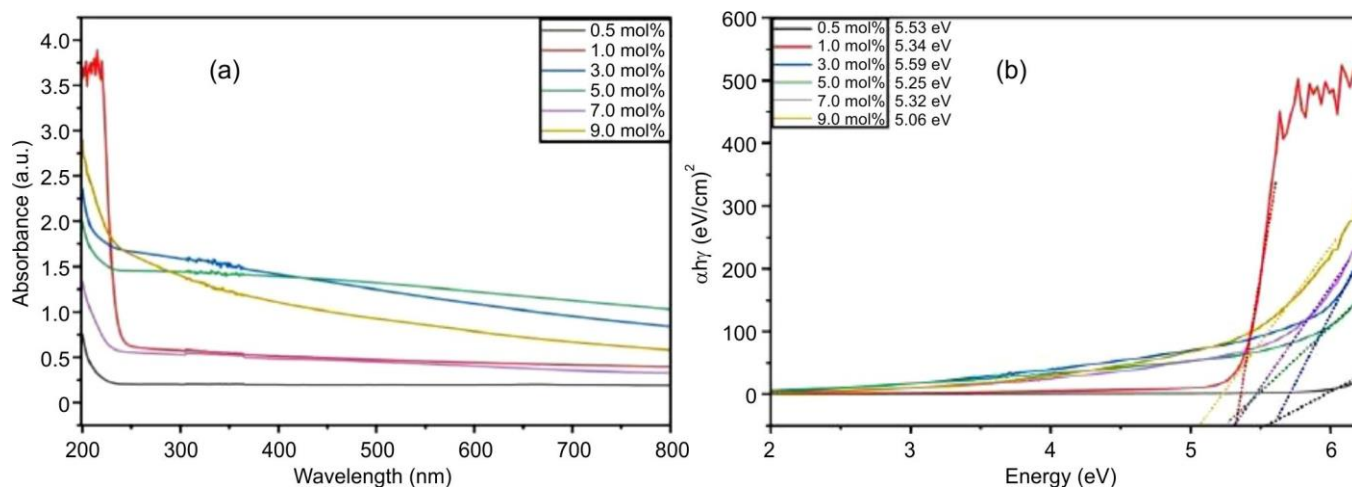 (a)
4.0
3.5
3.0
2.5
2.0
1.5
1.0
0.5
0
Absorbance (a.u.)
200 300 400 500 600 700 800
Wavelength (nm)
0.5 mol%
1.0 mol%
3.0 mol%
5.0 mol%
7.0 mol%
9.0 mol%
(b)
600
500
400
300
200
100
0
αhγ (eV/cm)²
2 3 4 5 6
Energy (eV)
0.5 mol% 5.53 eV
1.0 mol% 5.34 eV
3.0 mol% 5.59 eV
5.0 mol% 5.25 eV
7.0 mol% 5.32 eV
9.0 mol% 5.06 eV